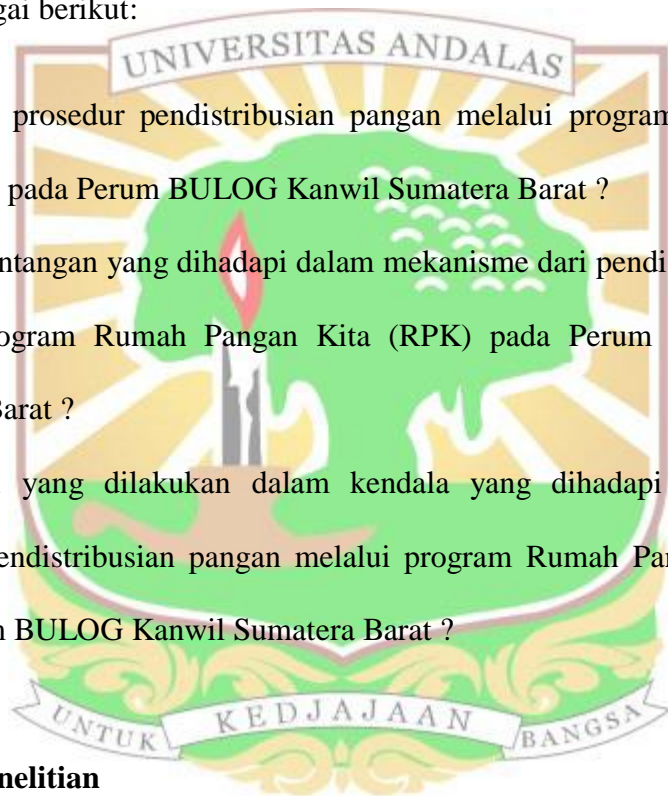 gai berikut:
UNIVERSITAS ANDALAS
prosedur pendistribusian pangan melalui program
pada Perum BULOG Kanwil Sumatera Barat ?
ntangan yang dihadapi dalam mekanisme dari pendi
ogram Rumah Pangan Kita (RPK) pada Perum
Barat ?
yang dilakukan dalam kendala yang dihadapi
endistribusian pangan melalui program Rumah Pan
BULOG Kanwil Sumatera Barat ?
UNTUK KEDJAJAAN BANGSA
nelitian